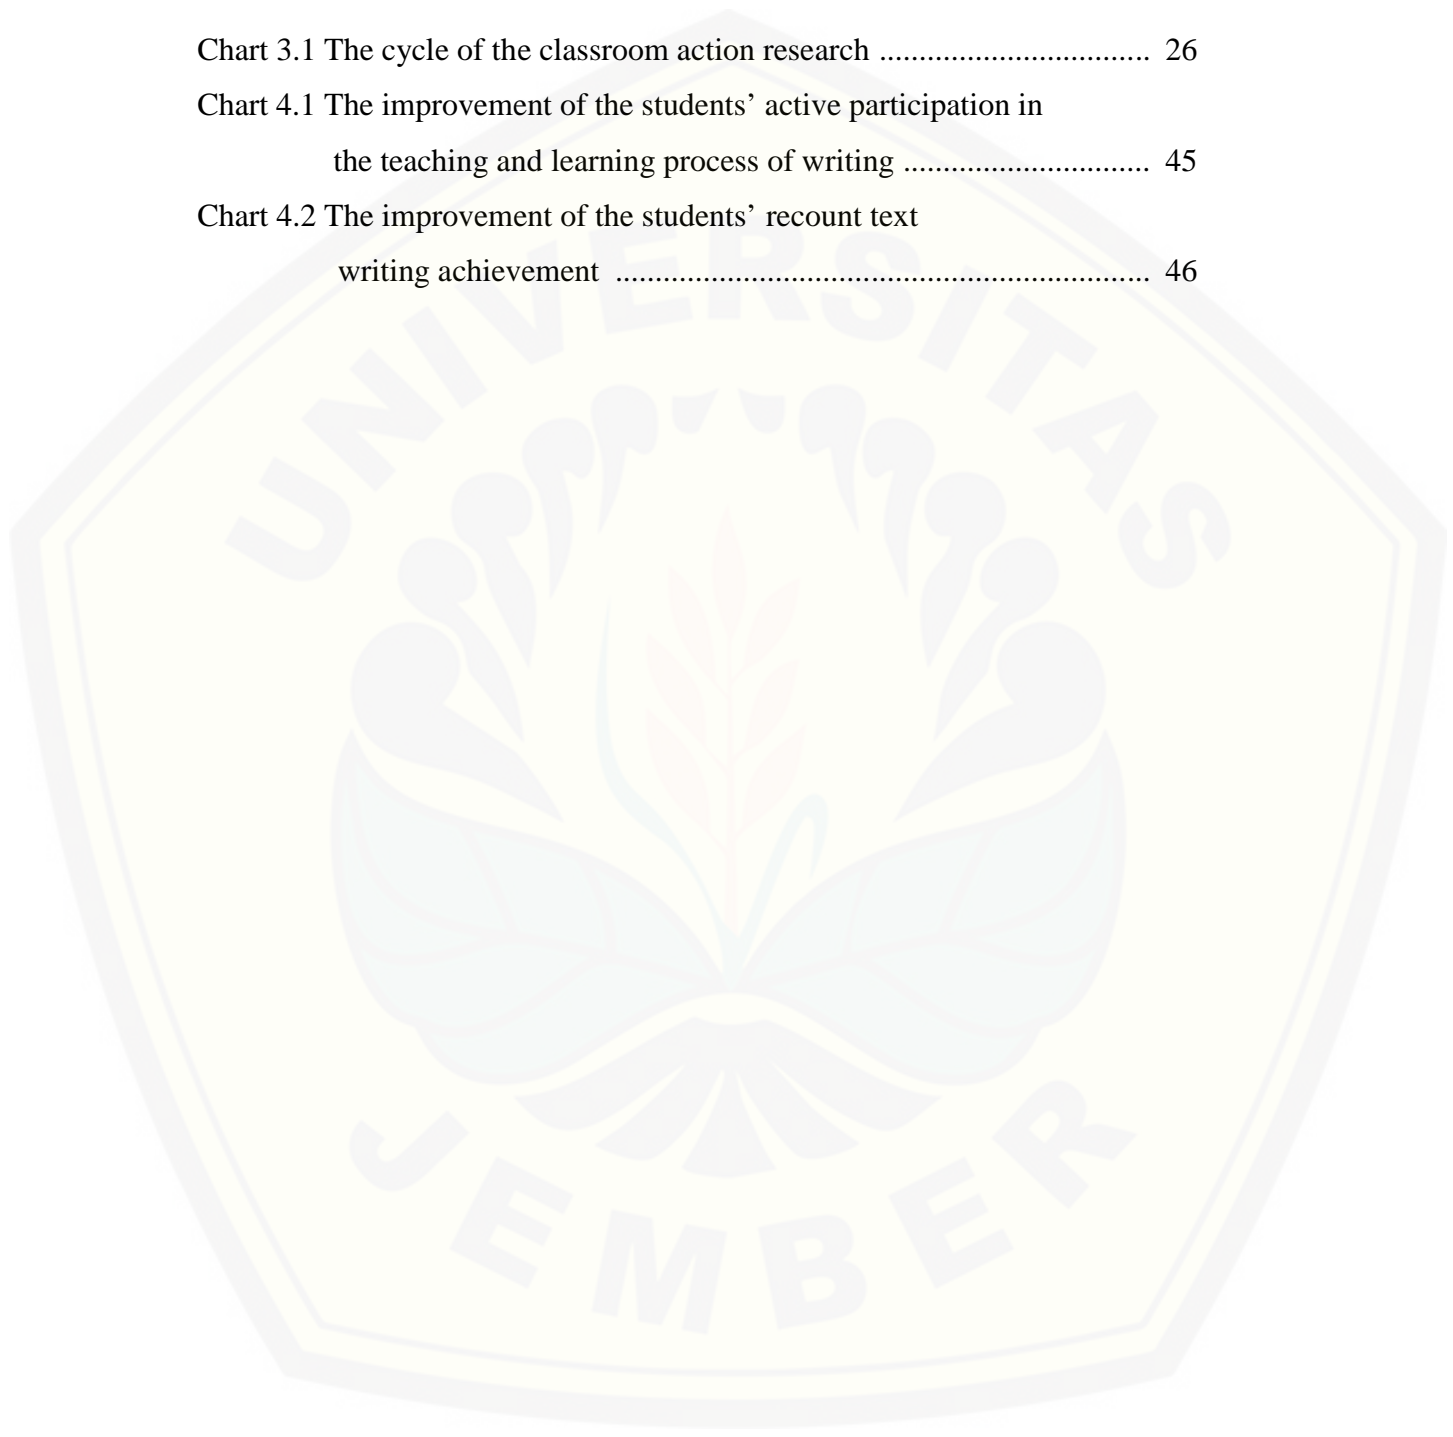 Chart 3.1 The cycle of the classroom action research .................................. 26
Chart 4.1 The improvement of the students’ active participation in
the teaching and learning process of writing ............................... 45
Chart 4.2 The improvement of the students’ recount text
writing achievement ................................................................... 46
UNIVERSITAS
JEMBER